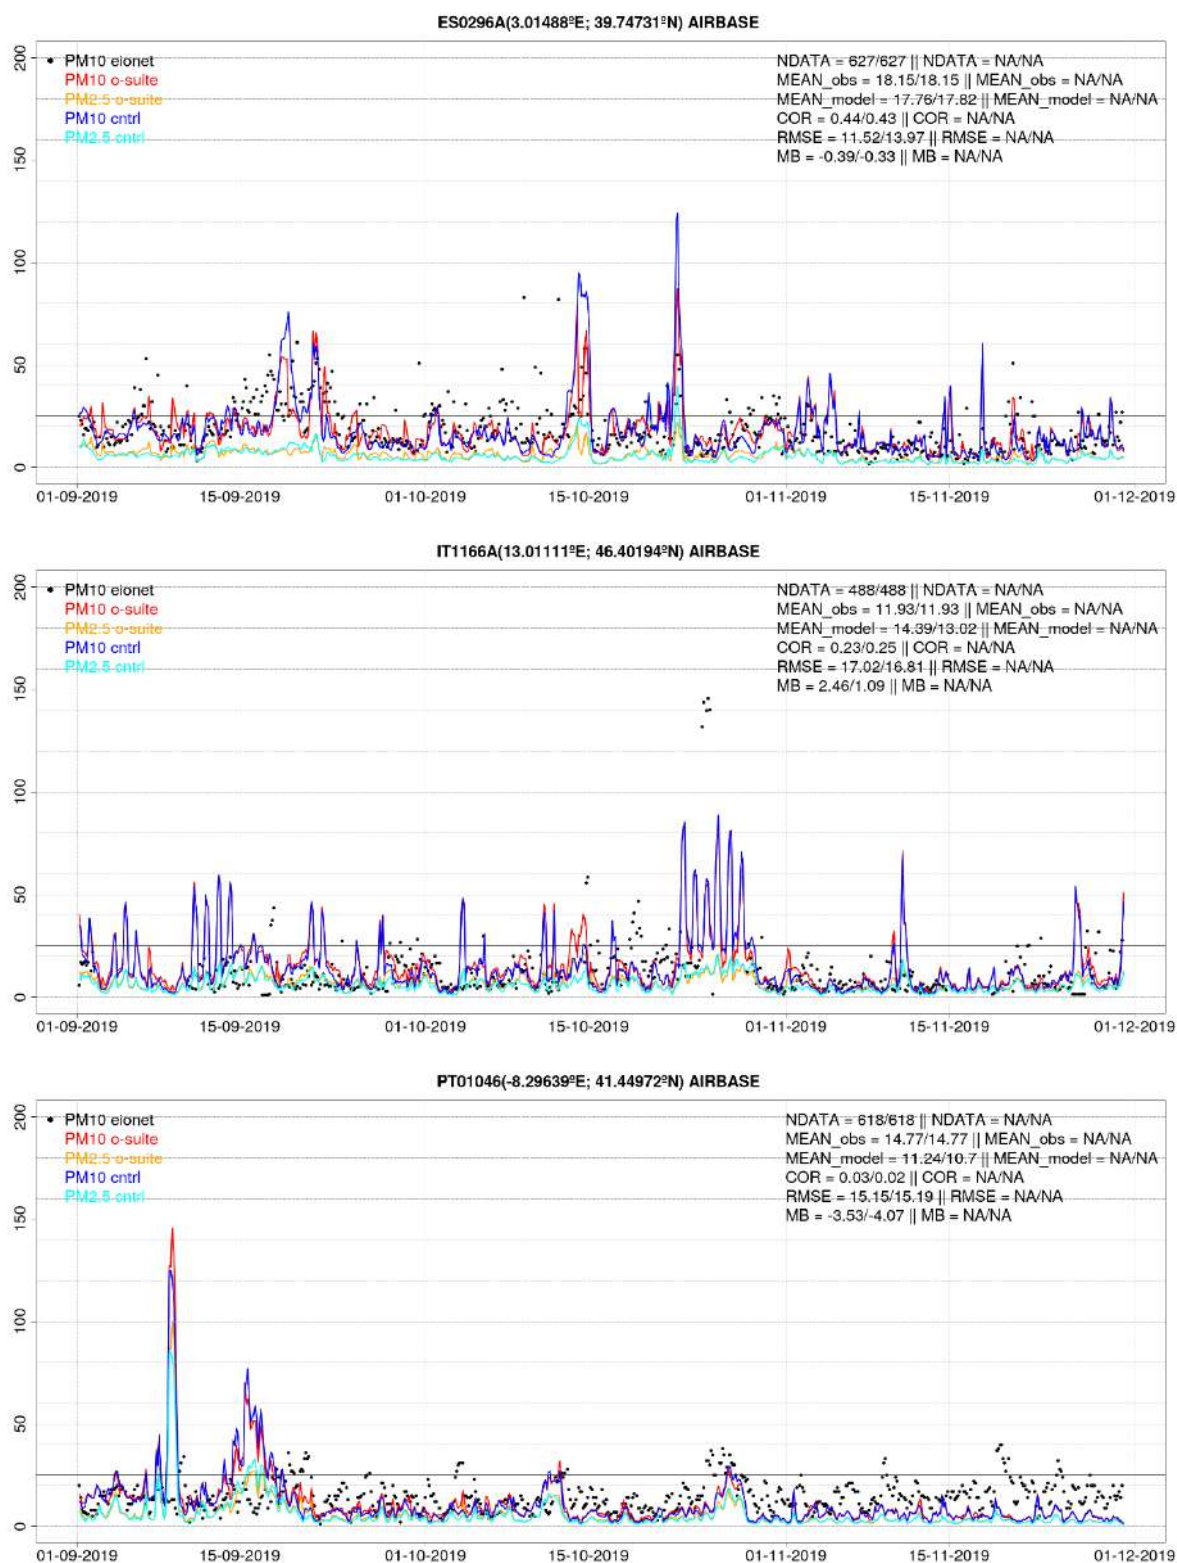 ES0296A(3.01488ºE; 39.74731ºN) AIRBASE
PM10 eionet
PM10 o-suite
PM2.5 o-suite
PM10 cntrl
PM2.5 cntrl
NDATA = 627/627 || NDATA = NA/NA
MEAN_obs = 18.15/18.15 || MEAN_obs = NA/NA
MEAN_model = 17.76/17.82 || MEAN_model = NA/NA
COR = 0.44/0.43 || COR = NA/NA
RMSE = 11.52/13.97 || RMSE = NA/NA
MB = -0.39/-0.33 || MB = NA/NA
200
150
100
50
0
01-09-2019 15-09-2019 01-10-2019 15-10-2019 01-11-2019 15-11-2019 01-12-2019
IT1166A(13.01111ºE; 46.40194ºN) AIRBASE
PM10 eionet
PM10 o-suite
PM2.5 o-suite
PM10 cntrl
PM2.5 cntrl
NDATA = 488/488 || NDATA = NA/NA
MEAN_obs = 11.93/11.93 || MEAN_obs = NA/NA
MEAN_model = 14.39/13.02 || MEAN_model = NA/NA
COR = 0.23/0.25 || COR = NA/NA
RMSE = 17.02/16.81 || RMSE = NA/NA
MB = 2.46/1.09 || MB = NA/NA
200
150
100
50
0
01-09-2019 15-09-2019 01-10-2019 15-10-2019 01-11-2019 15-11-2019 01-12-2019
PT01046(-8.29639ºE; 41.44972ºN) AIRBASE
PM10 eionet
PM10 o-suite
PM2.5 o-suite
PM10 cntrl
PM2.5 cntrl
NDATA = 618/618 || NDATA = NA/NA
MEAN_obs = 14.77/14.77 || MEAN_obs = NA/NA
MEAN_model = 11.24/10.7 || MEAN_model = NA/NA
COR = 0.03/0.02 || COR = NA/NA
RMSE = 15.15/15.19 || RMSE = NA/NA
MB = -3.53/-4.07 || MB = NA/NA
200
150
100
50
0
01-09-2019 15-09-2019 01-10-2019 15-10-2019 01-11-2019 15-11-2019 01-12-2019